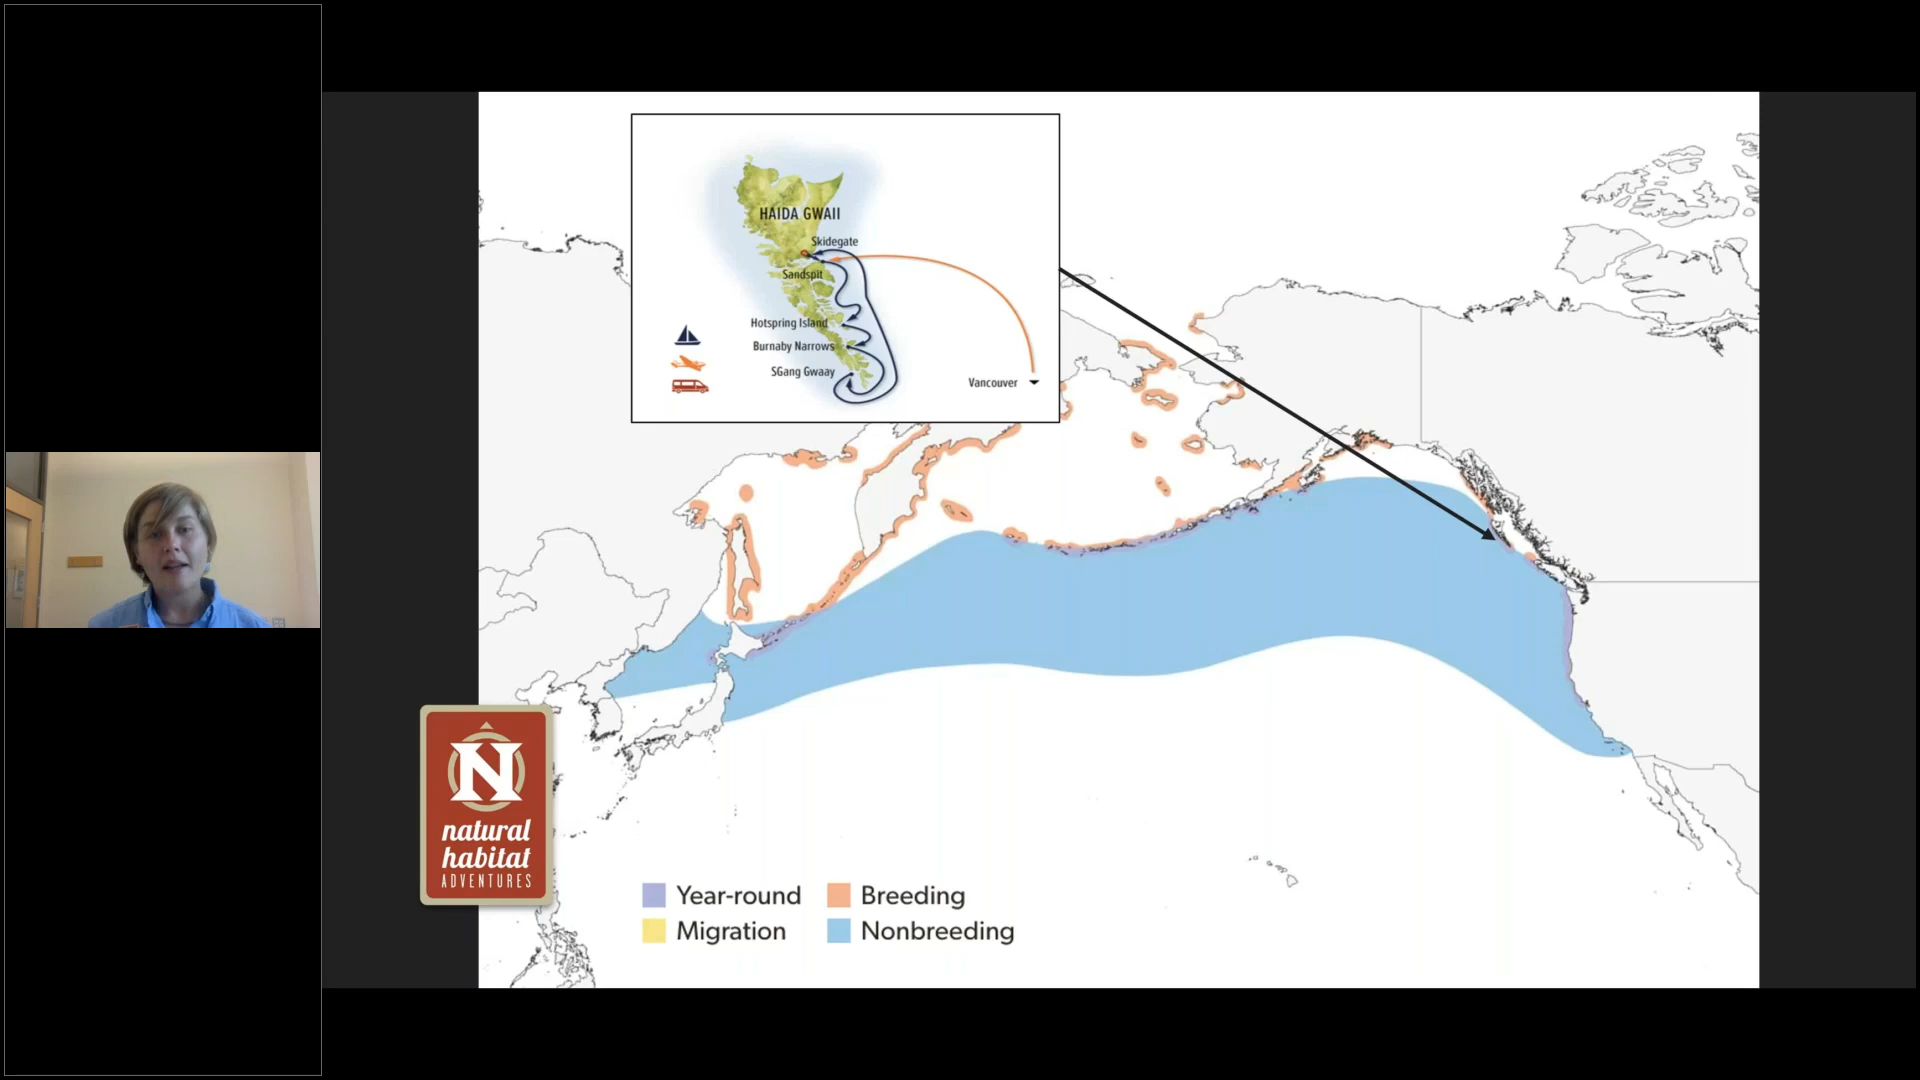 HAIDA GWAII
Skidegate
Sandspit
Hotspring Island
Burnaby Narrows
SGang Gwaay
Vancouver
N
natural
habitat
ADVENTURES
Year-round
Breeding
Migration
Nonbreeding